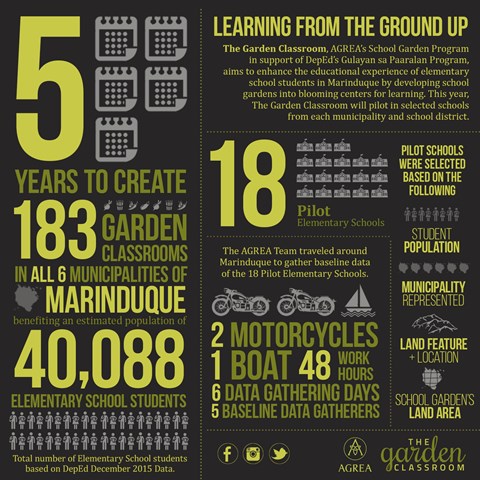 5
YEARS TO CREATE
183 GARDEN
CLASSROOMS
IN ALL 6 MUNICIPALITIES OF
MARINDUQUE
benefiting an estimated population of
40,088
ELEMENTARY SCHOOL STUDENTS
Total number of Elementary School students
based on DepEd December 2015 Data.
LEARNING FROM THE GROUND UP
The Garden Classroom, AGREA's School Garden Program
in support of DepEd's Gulayan sa Paaralan Program,
aims to enhance the educational experience of elementary
school students in Marinduque by developing school
gardens into blooming centers for learning. This year,
The Garden Classroom will pilot in selected schools
from each municipality and school district.
18
Pilot
Elementary Schools
The AGREA Team traveled around
Marinduque to gather baseline data
of the 18 Pilot Elementary Schools.
2 MOTORCYCLES
1 BOAT 48 WORK
HOURS
6 DATA GATHERING DAYS
5 BASELINE DATA GATHERERS
PILOT SCHOOLS
WERE SELECTED
BASED ON THE
FOLLOWING
STUDENT
POPULATION
MUNICIPALITY
REPRESENTED
LAND FEATURE
+ LOCATION
SCHOOL GARDEN'S
LAND AREA
AGREA
THE
garden
CLASSROOM